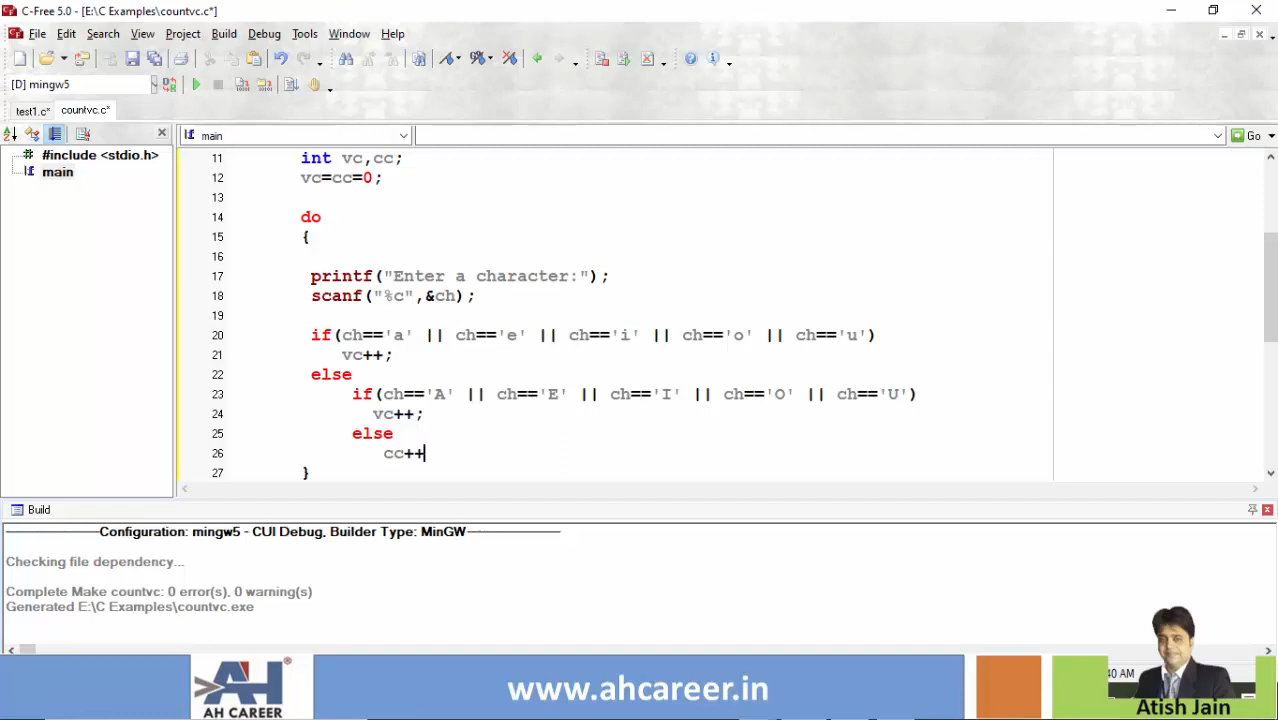 C-Free 5.0 - [E:\C Examples\countvc.c*]
File Edit Search View Project Build Debug Tools Window Help
[D] mingw5
test1.c* countvc.c*
main
Go
#include <stdio.h>
main
11 int vc,cc;
12 vc=cc=0;
13
14 do
15 {
16
17 printf("Enter a character:");
18 scanf("%c",&ch);
19
20 if(ch=='a' || ch=='e' || ch=='i' || ch=='o' || ch=='u')
21 vc++;
22 else
23 if(ch=='A' || ch=='E' || ch=='I' || ch=='O' || ch=='U')
24 vc++;
25 else
26 cc++
27 }
Build
Configuration: mingw5 - CUI Debug, Builder Type: MinGW
Checking file dependency...
Complete Make countvc: 0 error(s), 0 warning(s)
Generated E:\C Examples\countvc.exe
AH
AH CAREER
www.ahcareer.in
40 AM
Atish Jain